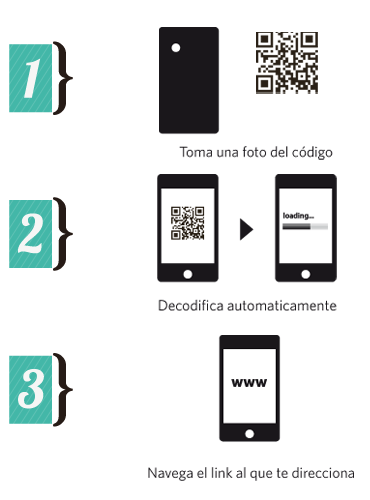 1
Toma una foto del código
2
loading...
Decodifica automaticamente
3
www
Navega el link al que te direcciona